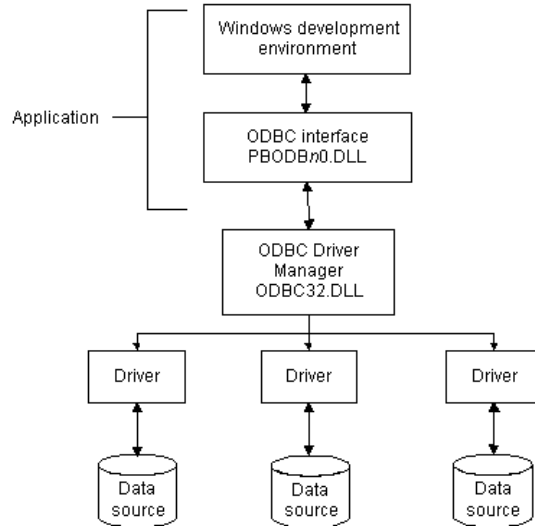 Windows development
environment
Application
ODBC interface
PBODBn0.DLL
ODBC Driver
Manager
ODBC32.DLL
Driver
Driver
Driver
Data
source
Data
source
Data
source